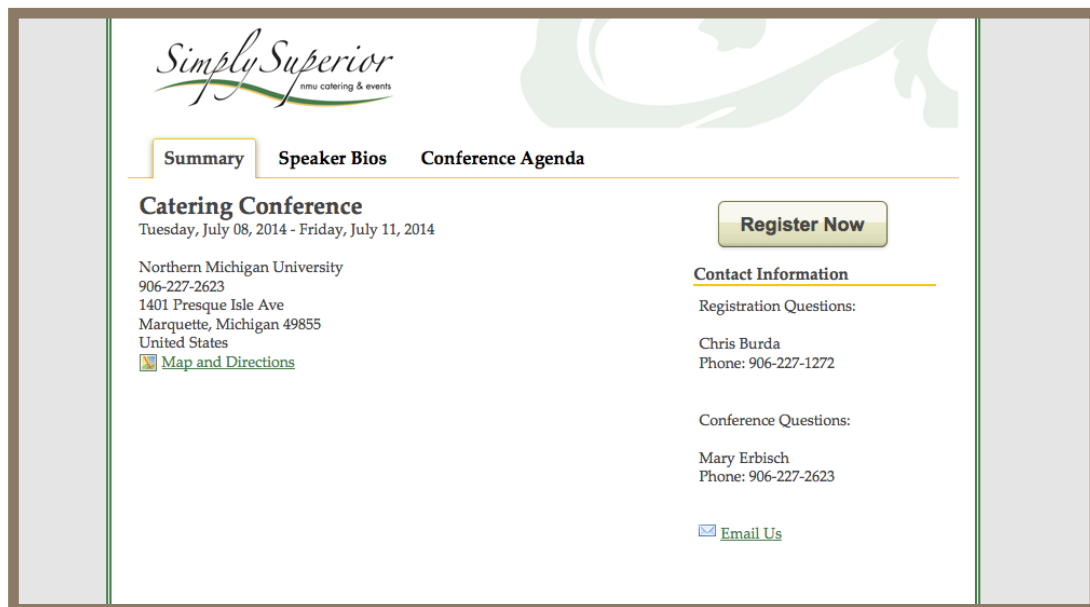 Simply Superior
nmu catering & events
Summary
Speaker Bios
Conference Agenda
Catering Conference
Tuesday, July 08, 2014 - Friday, July 11, 2014
Northern Michigan University
906-227-2623
1401 Presque Isle Ave
Marquette, Michigan 49855
United States
Map and Directions
Register Now
Contact Information
Registration Questions:
Chris Burda
Phone: 906-227-1272
Conference Questions:
Mary Erbisch
Phone: 906-227-2623
Email Us